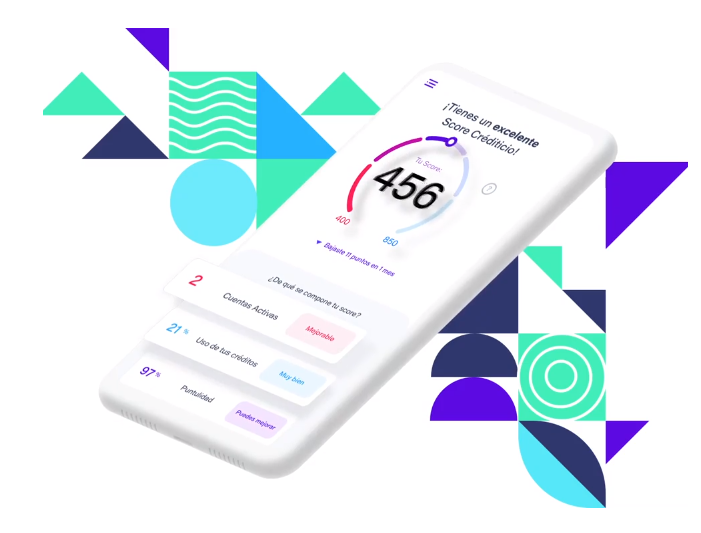 ¡Tienes un excelente
Score Créditicio!
Tu Score:
456
400
850
Bajaste 11 puntos en 1 mes
¿De qué se compone tu score?
2
Cuentas Activas
Mejorable
21 %
Uso de tus créditos
Muy bien
97 %
Puntulidad
Puedes mejorar